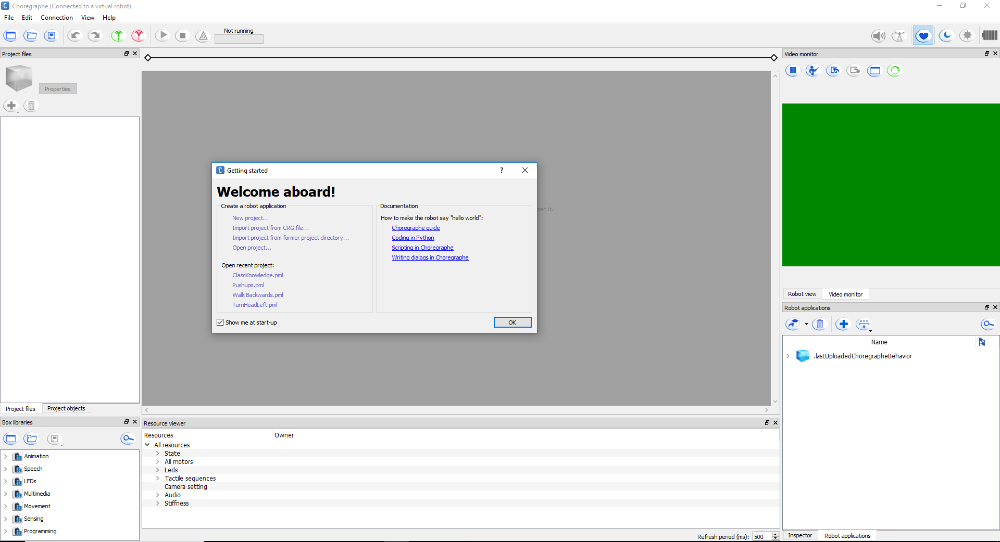 Choregraphe (Connected to a virtual robot)
File Edit Connection View Help
Not running
Project files
Properties
Project files Project objects
Box libraries
Animation
Speech
LEDs
Multimedia
Movement
Sensing
Programming
Getting started
Welcome aboard!
Create a robot application
New project...
Import project from CRG file...
Import project from former project directory...
Open project...
Open recent project:
ClassKnowledge.pml
Pushups.pml
Walk Backwards.pml
TurnHeadLeft.pml
Documentation
How to make the robot say "hello world":
Choregraphe guide
Coding in Python
Scripting in Choregraphe
Writing dialogs in Choregraphe
Show me at start-up
OK
pen it.
Resource viewer
Resources Owner
All resources
State
All motors
Leds
Tactile sequences
Camera setting
Audio
Stiffness
Refresh period (ms): 500
Video monitor
Robot view Video monitor
Robot applications
Name
.lastUploadedChoregrapheBehavior
Inspector Robot applications